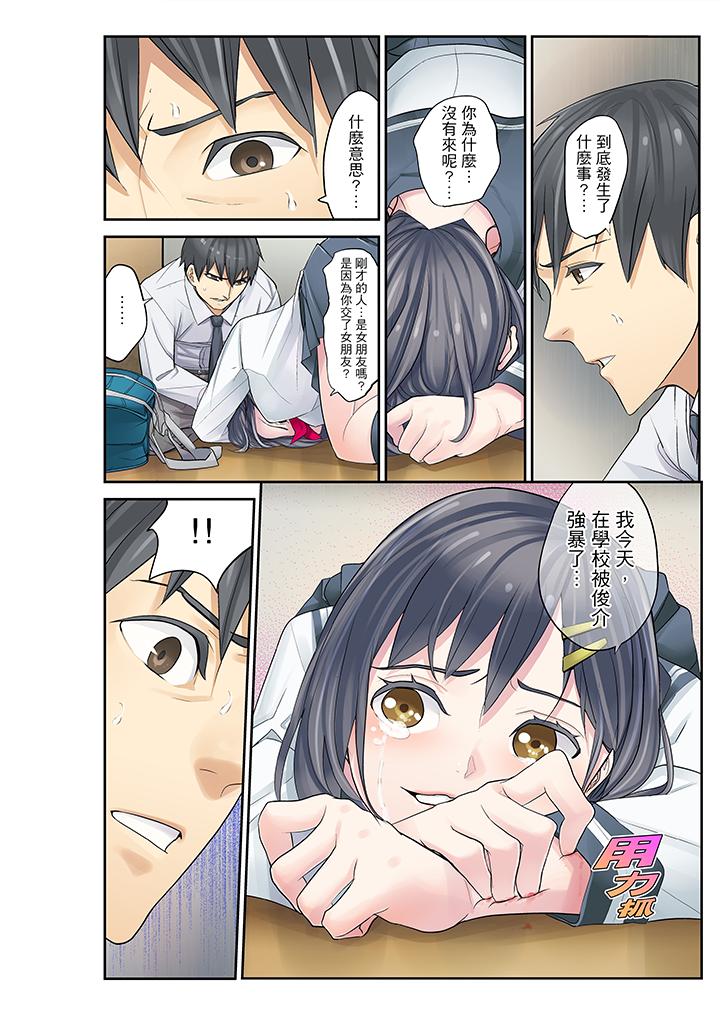 到底發生了
什麼事？…
你為什麼…
沒有來呢？…
什麼意思？…
剛才的人…是女朋友嗎？
是因為你交了女朋友？
……
我今天，
在學校被俊介
強暴了…
用力抓
!!